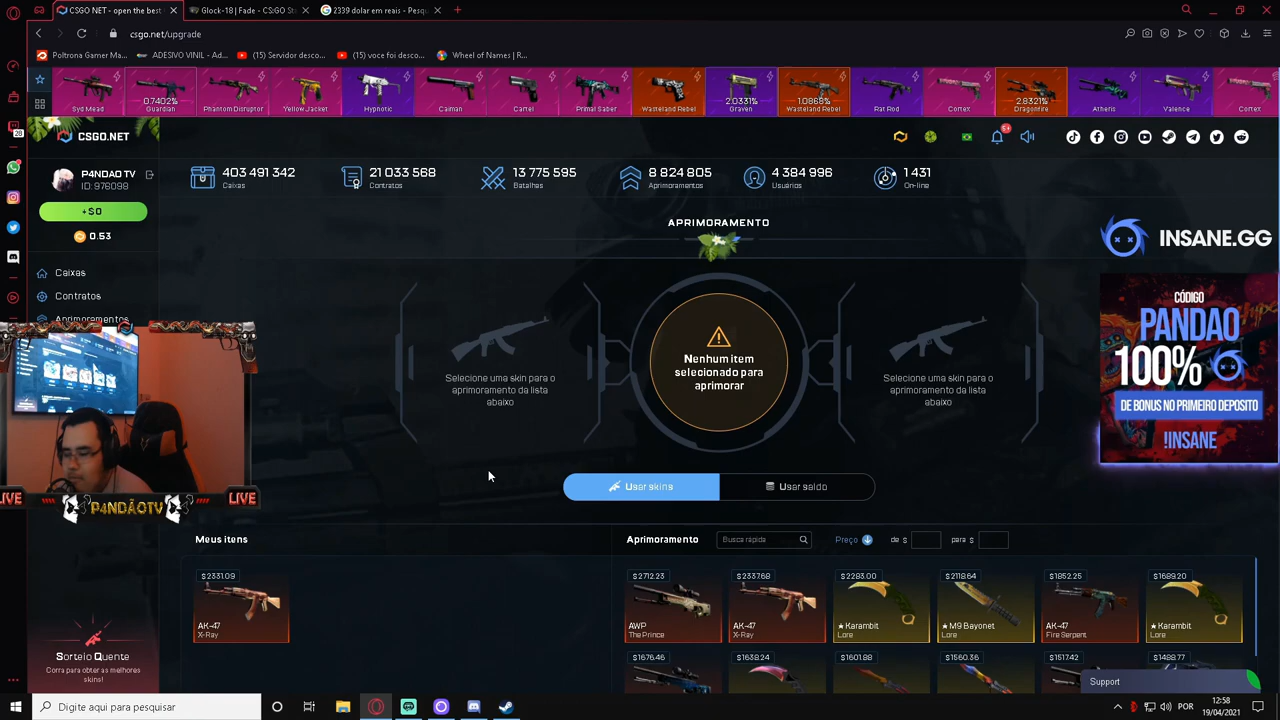 CSGO NET - open the best
Glock-18 | Fade - CS:GO St
2339 dolar em reais - Pesqu
csgo.net/upgrade
Poltrona Gamer Ma...
ADESIVO VINIL - Ad...
(15) Servidor desco...
(15) voce foi desco...
Wheel of Names | R...
Syd Mead
0.7402%
Guardian
Phantom Disruptor
Yellow Jacket
Hypnotic
Caiman
Cartel
Primal Saber
Wasteland Rebel
2.0331%
Graven
1.0868%
Wasteland Rebel
Rat Rod
Cortex
2.8321%
Dragonfire
Atheris
Valence
Cortex
CSGO.NET
5+
28
P4NDAO TV
ID: 976099
+$0
0.53
403 491 342
Caixas
21 033 568
Contratos
13 775 595
Batalhas
8 824 805
Aprimoramentos
4 384 996
Usuários
1 431
On-line
APRIMORAMENTO
INSANE.GG
Caixas
Contratos
Aprimoramentos
Selecione uma skin para o
aprimoramento da lista
abaixo
Nenhum item
selecionado para
aprimorar
Selecione uma skin para o
aprimoramento da lista
abaixo
CÓDIGO
PANDAO
100%
DE BONUS NO PRIMEIRO DEPOSITO
!INSANE
Usar skins
Usar saldo
LIVE
P4NDÃOTV
LIVE
Meus itens
Aprimoramento
Busca rápida
Preço
de $
para $
$2331.09
AK-47
X-Ray
$2712.23
AWP
The Prince
$2337.68
AK-47
X-Ray
$2283.00
★ Karambit
Lore
$2118.64
★ M9 Bayonet
Lore
$1852.25
AK-47
Fire Serpent
$1689.20
★ Karambit
Lore
$1676.46
$1638.24
$1601.88
$1560.36
$1517.42
$1488.77
Sorteio Quente
Corra para obter as melhores
skins!
Support
Digite aqui para pesquisar
POR
12:58
19/04/2021